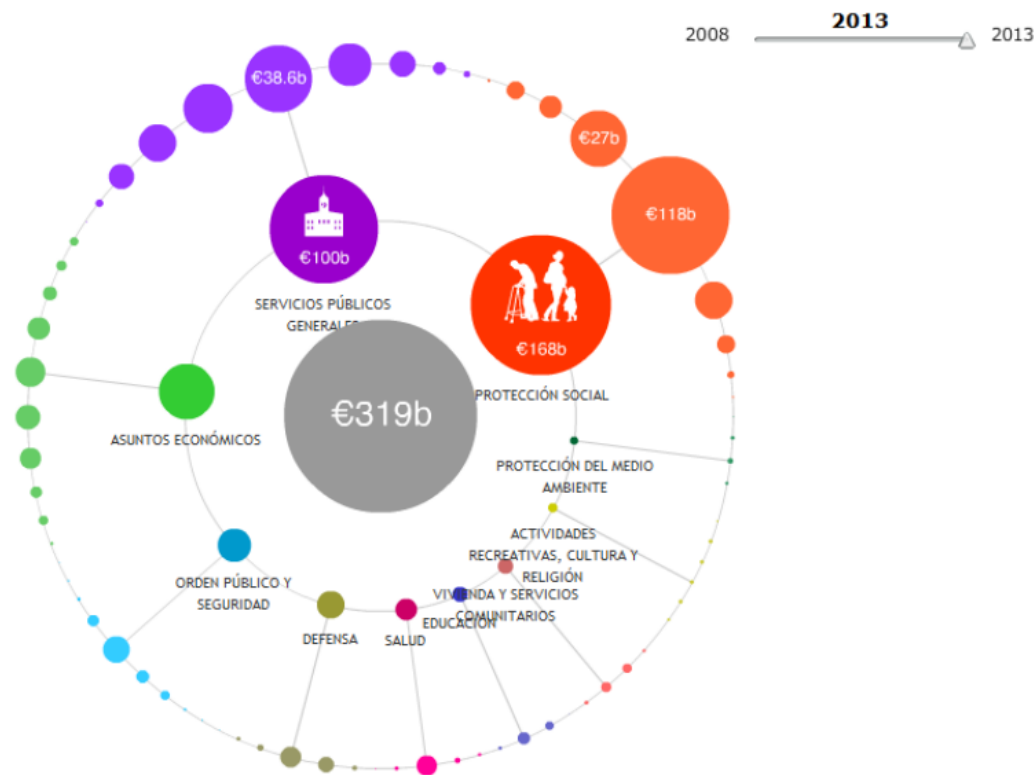 2013
2008
2013
€38.6b
€27b
€118b
€100b
SERVICIOS PÚBLICOS
GENERALES
€168b
PROTECCIÓN SOCIAL
€319b
ASUNTOS ECONÓMICOS
PROTECCIÓN DEL MEDIO
AMBIENTE
ACTIVIDADES
RECREATIVAS, CULTURA Y
RELIGIÓN
ORDEN PÚBLICO Y
SEGURIDAD
VIVIENDA Y SERVICIOS
COMUNITARIOS
EDUCACIÓN
DEFENSA
SALUD